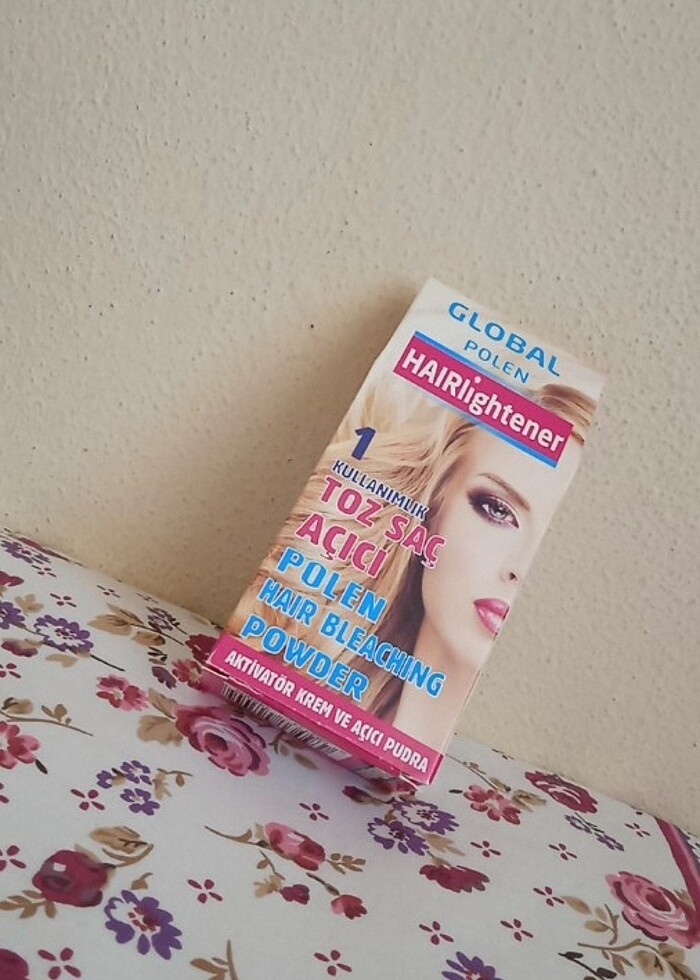 GLOBAL
POLEN
HAIRlightener
1
KULLANIMLIK
TOZ SAÇ
AÇICI
POLEN
HAIR BLEACHING
POWDER
AKTİVATÖR KREM VE AÇICI PUDRA